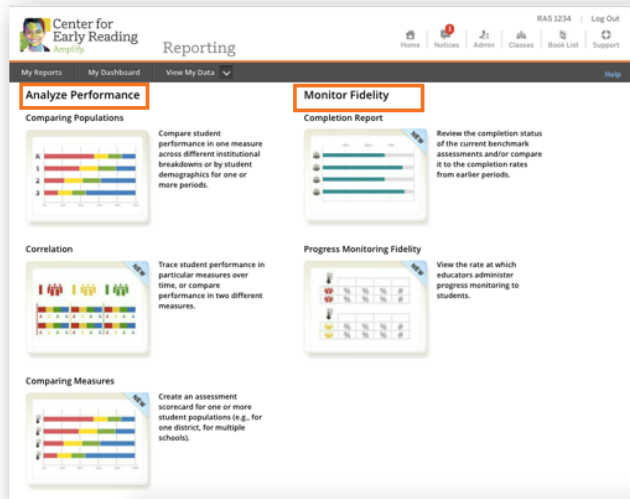 Center for
Early Reading
Amplify.
Reporting
RAS 1234 | Log Out
1
Home
Notices
Admin
Classes
Book List
Support
My Reports
My Dashboard
View My Data
Help
Analyze Performance
Comparing Populations
K
1
2
3
Compare student
performance in one measure
across different institutional
breakdowns or by student
demographics for one or
more periods.
Correlation
NEW
Trace student performance in
particular measures over
time, or compare
performance in two different
measures.
Comparing Measures
NEW
Create an assessment
scorecard for one or more
student populations (e.g., for
one district, for multiple
schools).
Monitor Fidelity
Completion Report
NEW
Review the completion status
of the current benchmark
assessments and/or compare
it to the completion rates
from earlier periods.
Progress Monitoring Fidelity
NEW
% % % #
% % % #
View the rate at which
educators administer
progress monitoring to
students.